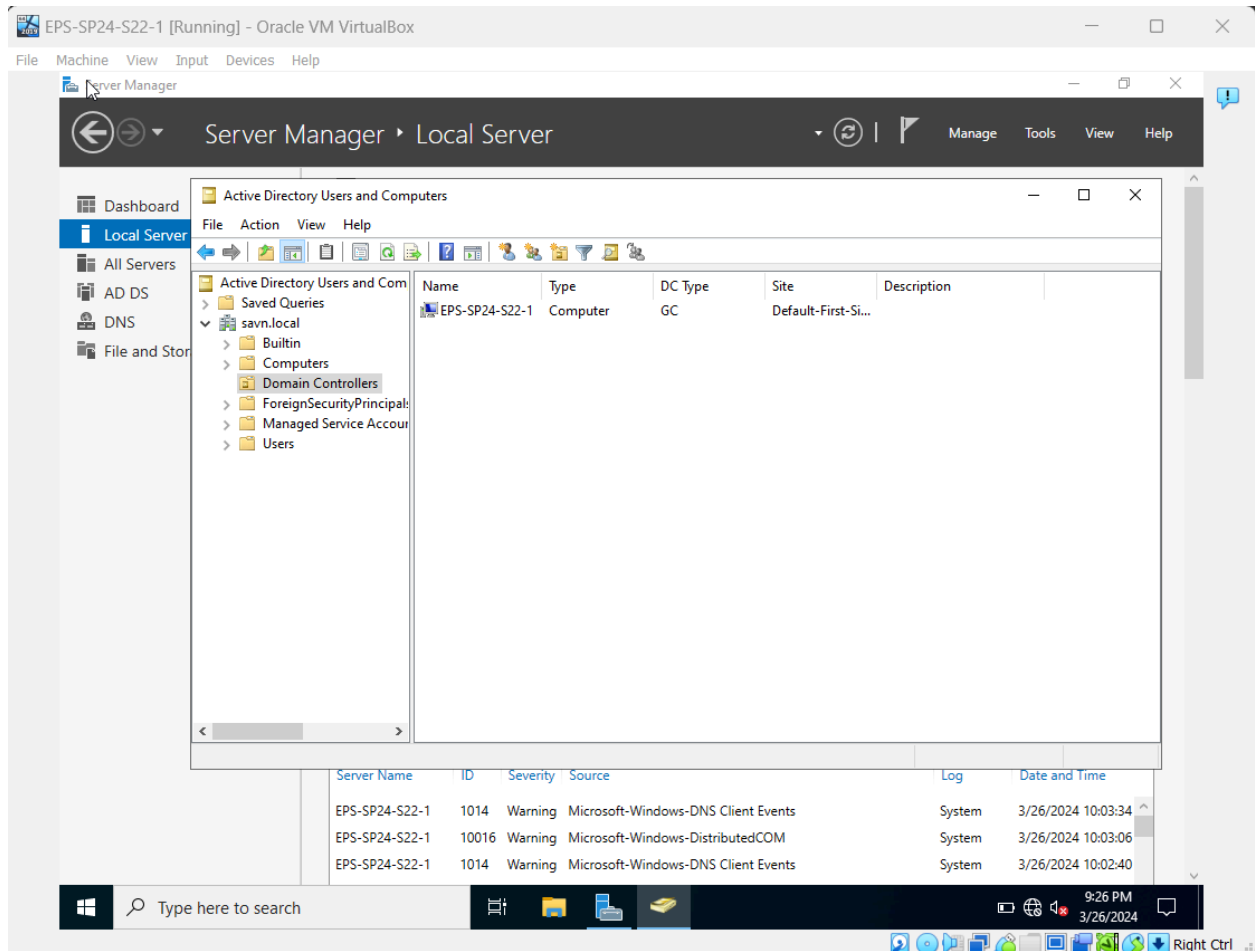 EPS-SP24-S22-1 [Running] - Oracle VM VirtualBox
File Machine View Input Devices Help
Server Manager
Server Manager Local Server
Manage Tools View Help
Dashboard
Local Server
All Servers
AD DS
DNS
File and Stor
Active Directory Users and Computers
File Action View Help
Active Directory Users and Com
Saved Queries
savn.local
Builtin
Computers
Domain Controllers
ForeignSecurityPrincipals
Managed Service Accour
Users
Name Type DC Type Site Description
EPS-SP24-S22-1 Computer GC Default-First-Si...
Server Name ID Severity Source Log Date and Time
EPS-SP24-S22-1 1014 Warning Microsoft-Windows-DNS Client Events System 3/26/2024 10:03:34
EPS-SP24-S22-1 10016 Warning Microsoft-Windows-DistributedCOM System 3/26/2024 10:03:06
EPS-SP24-S22-1 1014 Warning Microsoft-Windows-DNS Client Events System 3/26/2024 10:02:40
Type here to search
9:26 PM
3/26/2024
Right Ctrl